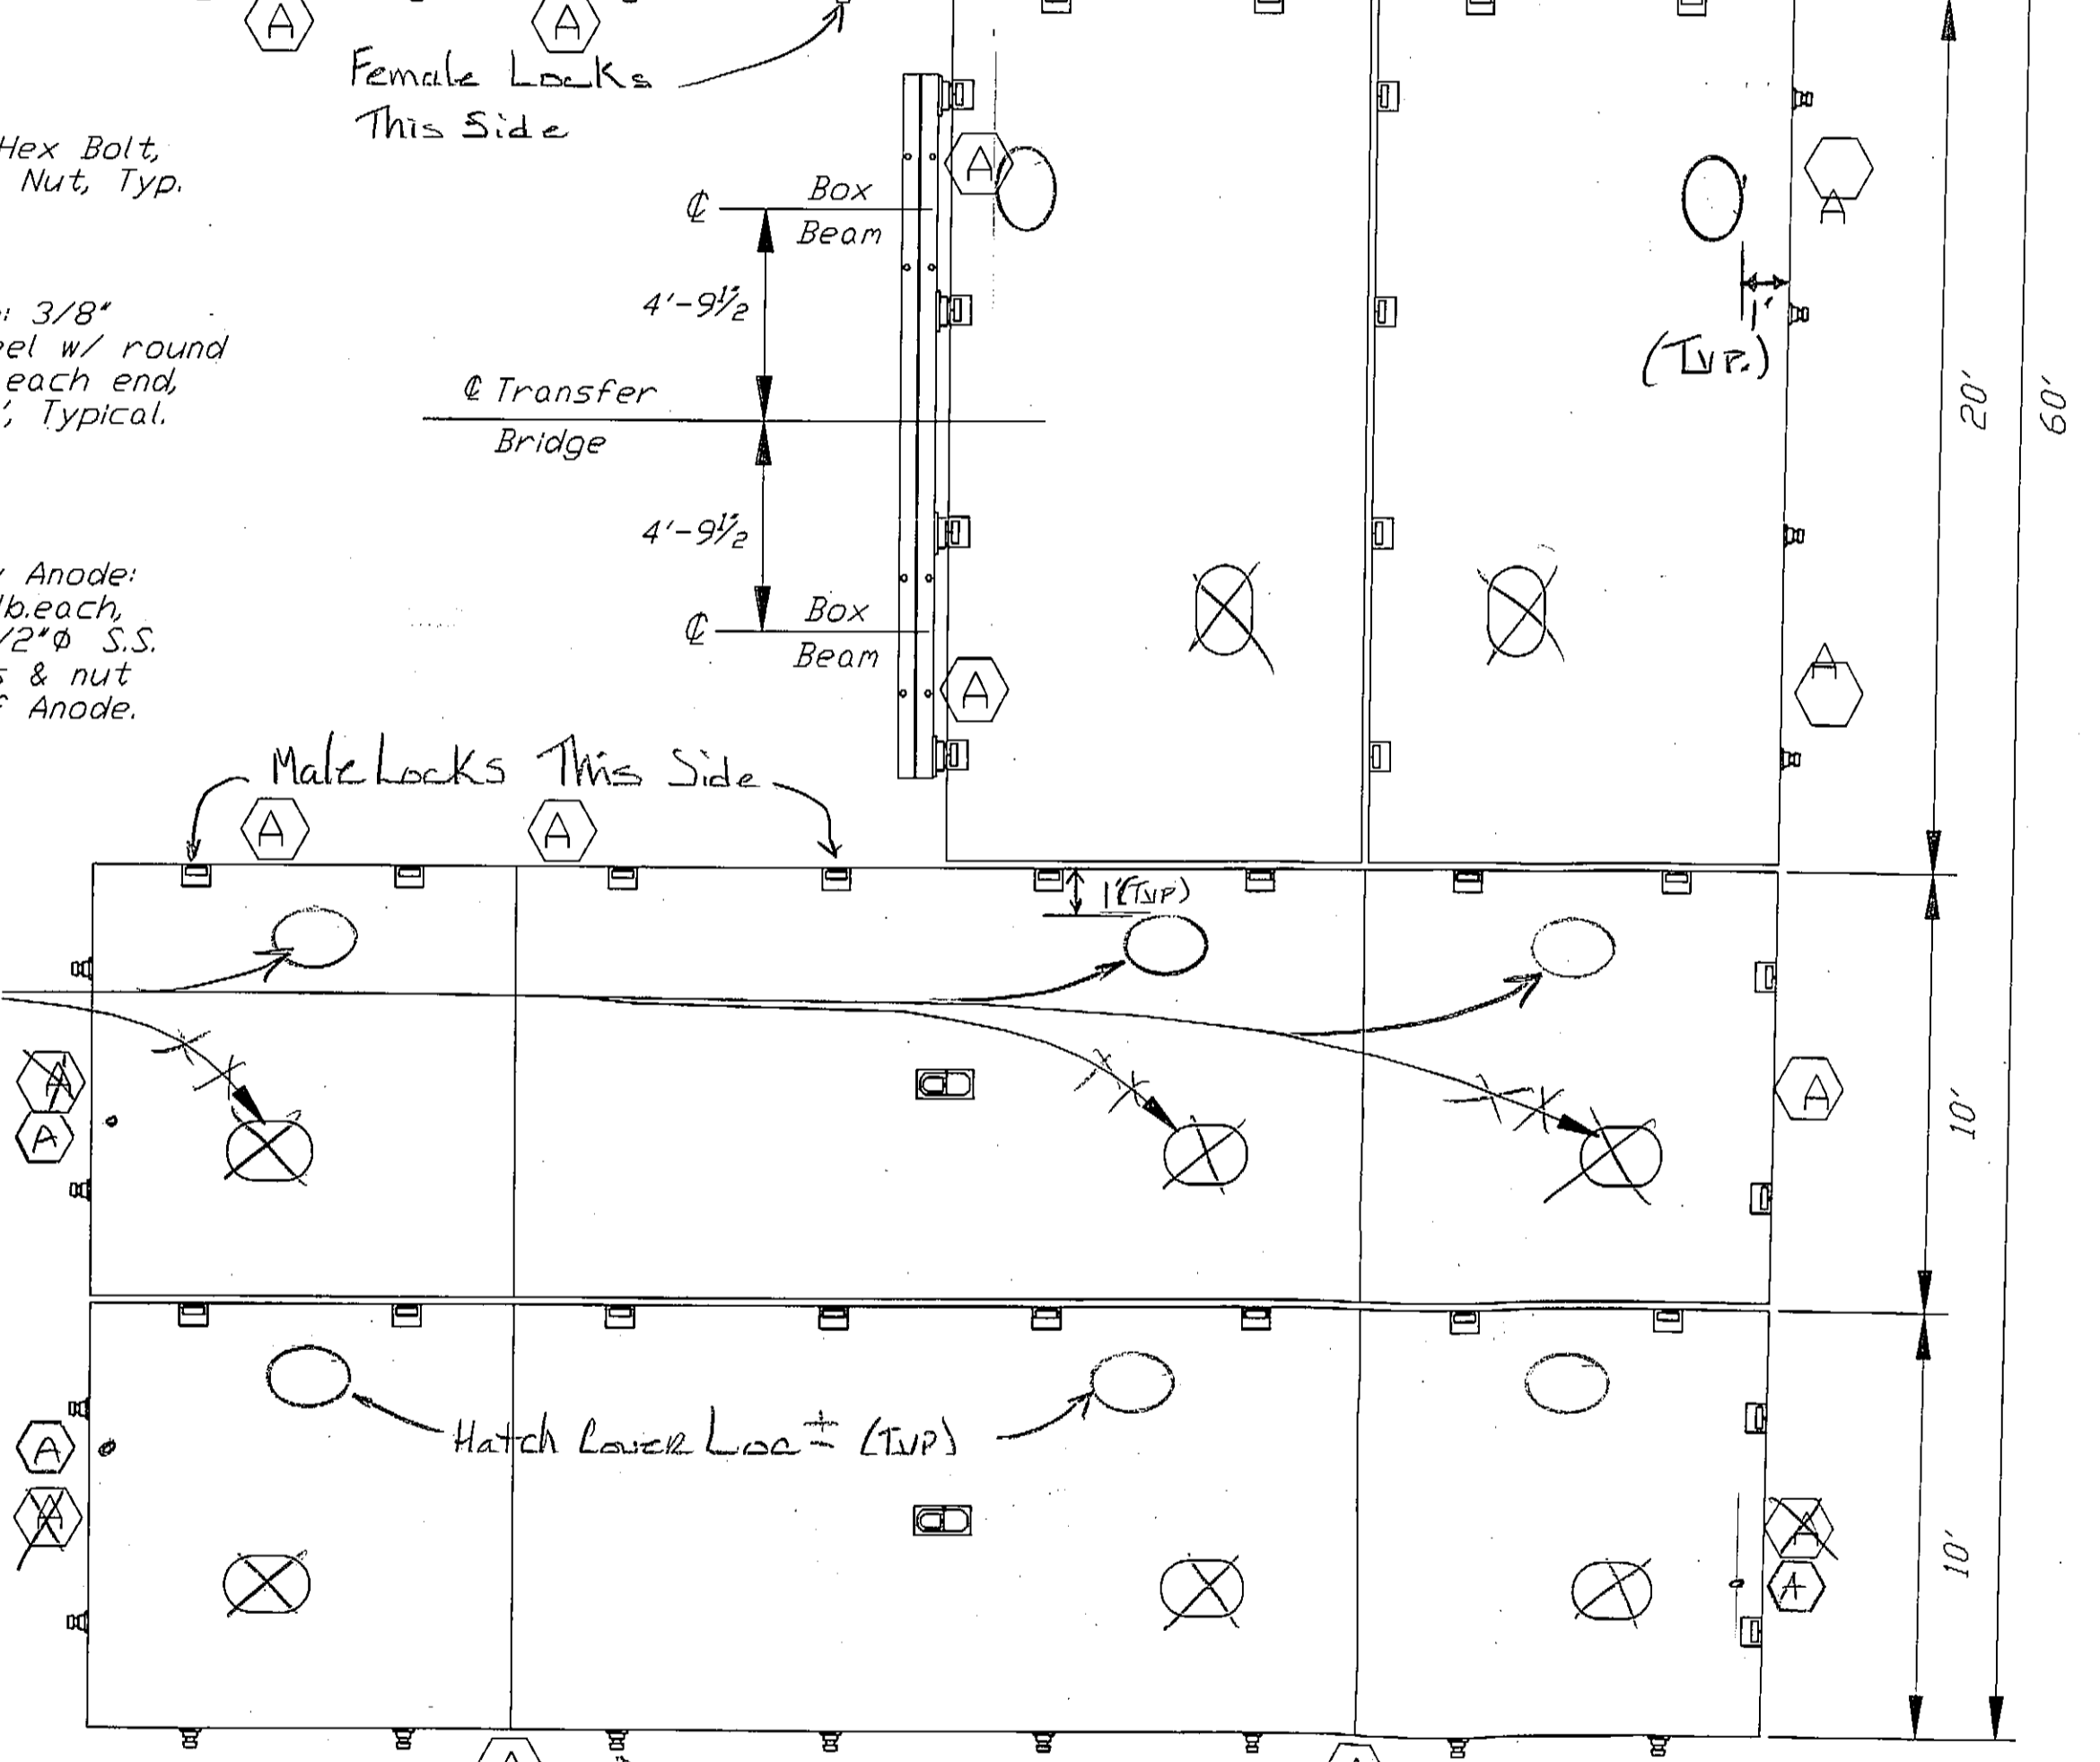 A
A
Female Locks
This Side
Hex Bolt,
Nut, Typ.
A
A
℄ Box
Beam
3/8"
4'-9½"
1'
(TYP.)
w/ round
each end,
℄ Transfer
Typical.
Bridge
20'
60'
4'-9½"
Anode:
lb.each,
1/2"Ø S.S.
℄ Box
Beam
& nut
Anode.
A
A
Male Locks This Side
A
A
1'(TYP)
A
A
A
10'
Hatch Cover Loc ± (TYP)
A
A
A
A
10'